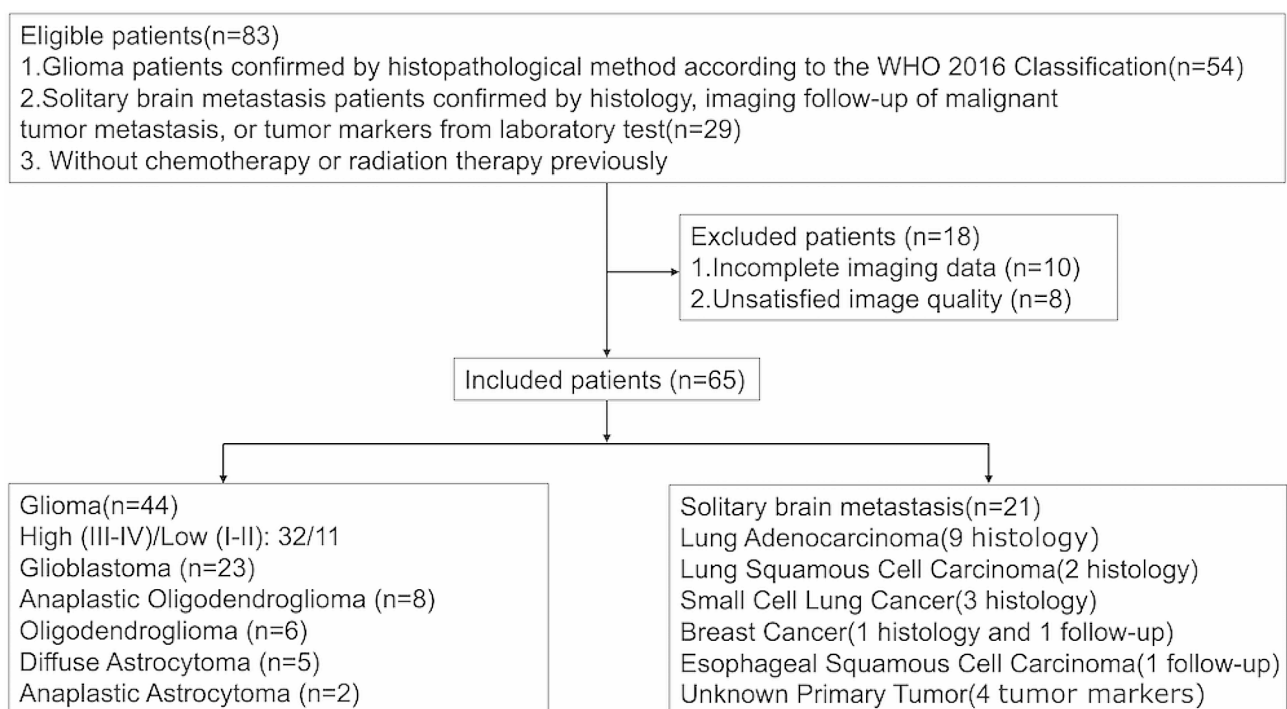 Eligible patients(n=83)
1.Glioma patients confirmed by histopathological method according to the WHO 2016 Classification(n=54)
2.Solitary brain metastasis patients confirmed by histology, imaging follow-up of malignant
tumor metastasis, or tumor markers from laboratory test(n=29)
3. Without chemotherapy or radiation therapy previously
Excluded patients (n=18)
1.Incomplete imaging data (n=10)
2.Unsatisfied image quality (n=8)
Included patients (n=65)
Glioma(n=44)
High (III-IV)/Low (I-II): 32/11
Glioblastoma (n=23)
Anaplastic Oligodendroglioma (n=8)
Oligodendroglioma (n=6)
Diffuse Astrocytoma (n=5)
Anaplastic Astrocytoma (n=2)
Solitary brain metastasis(n=21)
Lung Adenocarcinoma(9 histology)
Lung Squamous Cell Carcinoma(2 histology)
Small Cell Lung Cancer(3 histology)
Breast Cancer(1 histology and 1 follow-up)
Esophageal Squamous Cell Carcinoma(1 follow-up)
Unknown Primary Tumor(4 tumor markers)